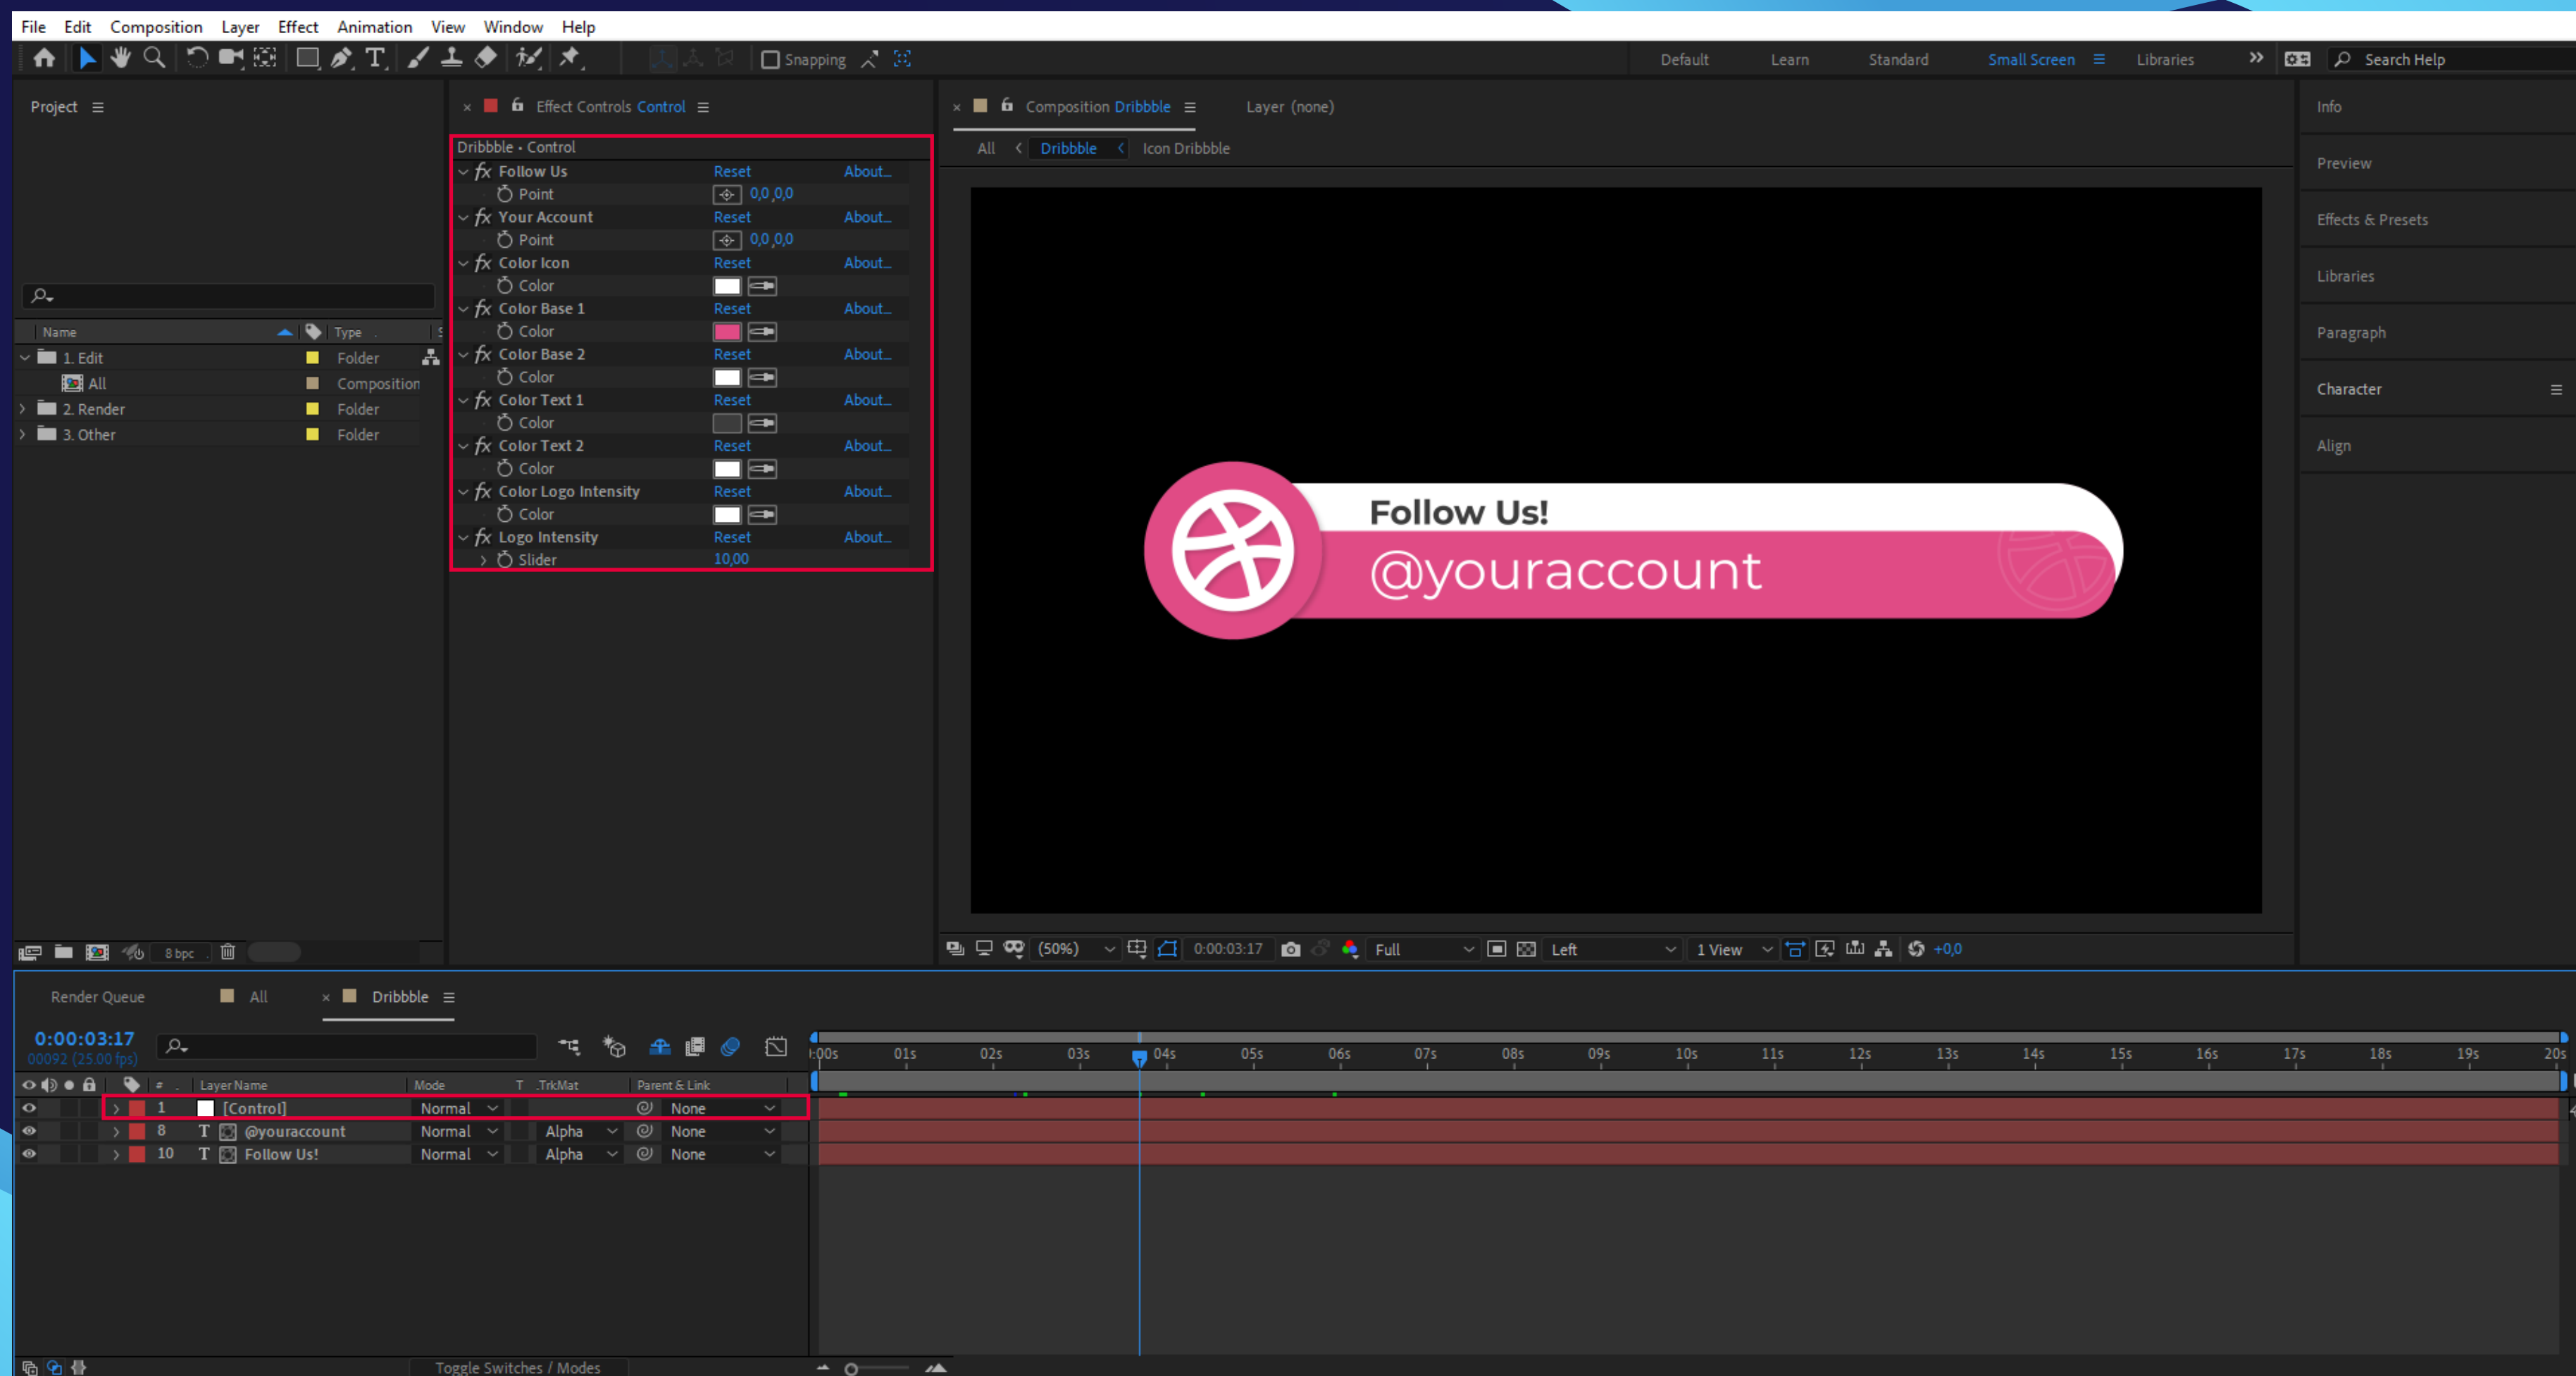 File Edit Composition Layer Effect Animation View Window Help
Snapping
Default Learn Standard Small Screen Libraries Search Help
Project
Effect Controls Control
Composition Dribbble Layer (none)
All Dribbble Icon Dribbble
Dribbble • Control
fx Follow Us Reset About...
Point 0,0,0,0
fx Your Account Reset About...
Point 0,0,0,0
fx Color Icon Reset About...
Color
fx Color Base 1 Reset About...
Color
fx Color Base 2 Reset About...
Color
fx Color Text 1 Reset About...
Color
fx Color Text 2 Reset About...
Color
fx Color Logo Intensity Reset About...
Color
fx Logo Intensity Reset About...
Slider 10,00
Name Type
1. Edit Folder
All Composition
2. Render Folder
3. Other Folder
8 bpc
Follow Us!
@youraccount
Info
Preview
Effects & Presets
Libraries
Paragraph
Character
Align
(50%) 0:00:03:17 Full Left 1 View +0,0
Render Queue All Dribbble
0:00:03:17
00092 (25.00 fps)
:00s 01s 02s 03s 04s 05s 06s 07s 08s 09s 10s 11s 12s 13s 14s 15s 16s 17s 18s 19s 20s
# Layer Name Mode T .TrkMat Parent & Link
1 [Control] Normal None
8 T @youraccount Normal Alpha None
10 T Follow Us! Normal Alpha None
Toggle Switches / Modes